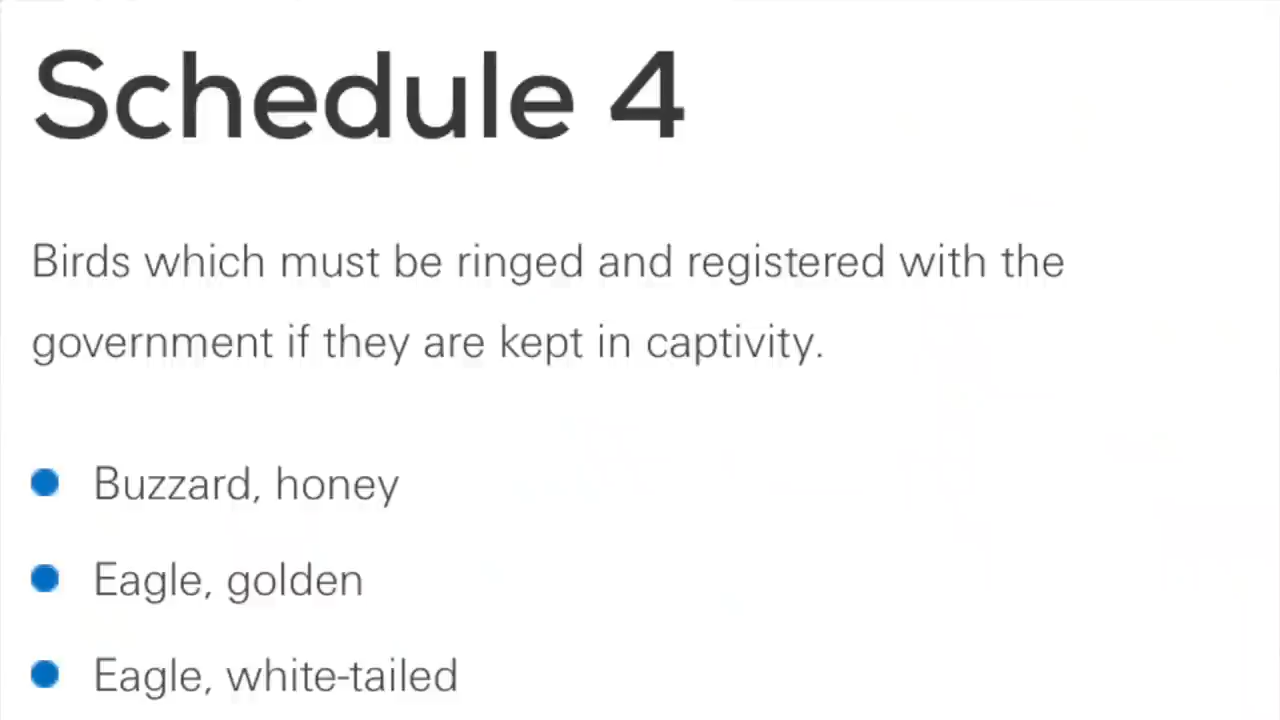 Schedule 4
Birds which must be ringed and registered with the
government if they are kept in captivity.
Buzzard, honey
Eagle, golden
Eagle, white-tailed